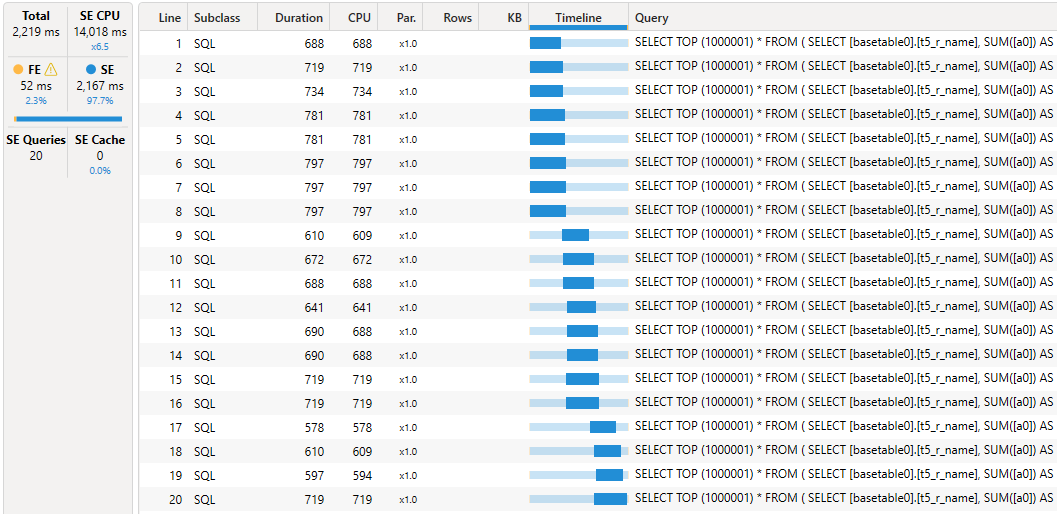 Total SE CPU
2,219 ms 14,018 ms
x6.5
FE SE
52 ms 2,167 ms
2.3% 97.7%
SE Queries SE Cache
20 0
0.0%
Line Subclass Duration CPU Par. Rows KB Timeline Query
1 SQL 688 688 x1.0 SELECT TOP (1000001) * FROM ( SELECT [basetable0].[t5_r_name], SUM([a0]) AS
2 SQL 719 719 x1.0 SELECT TOP (1000001) * FROM ( SELECT [basetable0].[t5_r_name], SUM([a0]) AS
3 SQL 734 734 x1.0 SELECT TOP (1000001) * FROM ( SELECT [basetable0].[t5_r_name], SUM([a0]) AS
4 SQL 781 781 x1.0 SELECT TOP (1000001) * FROM ( SELECT [basetable0].[t5_r_name], SUM([a0]) AS
5 SQL 781 781 x1.0 SELECT TOP (1000001) * FROM ( SELECT [basetable0].[t5_r_name], SUM([a0]) AS
6 SQL 797 797 x1.0 SELECT TOP (1000001) * FROM ( SELECT [basetable0].[t5_r_name], SUM([a0]) AS
7 SQL 797 797 x1.0 SELECT TOP (1000001) * FROM ( SELECT [basetable0].[t5_r_name], SUM([a0]) AS
8 SQL 797 797 x1.0 SELECT TOP (1000001) * FROM ( SELECT [basetable0].[t5_r_name], SUM([a0]) AS
9 SQL 610 609 x1.0 SELECT TOP (1000001) * FROM ( SELECT [basetable0].[t5_r_name], SUM([a0]) AS
10 SQL 672 672 x1.0 SELECT TOP (1000001) * FROM ( SELECT [basetable0].[t5_r_name], SUM([a0]) AS
11 SQL 688 688 x1.0 SELECT TOP (1000001) * FROM ( SELECT [basetable0].[t5_r_name], SUM([a0]) AS
12 SQL 641 641 x1.0 SELECT TOP (1000001) * FROM ( SELECT [basetable0].[t5_r_name], SUM([a0]) AS
13 SQL 690 688 x1.0 SELECT TOP (1000001) * FROM ( SELECT [basetable0].[t5_r_name], SUM([a0]) AS
14 SQL 690 688 x1.0 SELECT TOP (1000001) * FROM ( SELECT [basetable0].[t5_r_name], SUM([a0]) AS
15 SQL 719 719 x1.0 SELECT TOP (1000001) * FROM ( SELECT [basetable0].[t5_r_name], SUM([a0]) AS
16 SQL 719 719 x1.0 SELECT TOP (1000001) * FROM ( SELECT [basetable0].[t5_r_name], SUM([a0]) AS
17 SQL 578 578 x1.0 SELECT TOP (1000001) * FROM ( SELECT [basetable0].[t5_r_name], SUM([a0]) AS
18 SQL 610 609 x1.0 SELECT TOP (1000001) * FROM ( SELECT [basetable0].[t5_r_name], SUM([a0]) AS
19 SQL 597 594 x1.0 SELECT TOP (1000001) * FROM ( SELECT [basetable0].[t5_r_name], SUM([a0]) AS
20 SQL 719 719 x1.0 SELECT TOP (1000001) * FROM ( SELECT [basetable0].[t5_r_name], SUM([a0]) AS